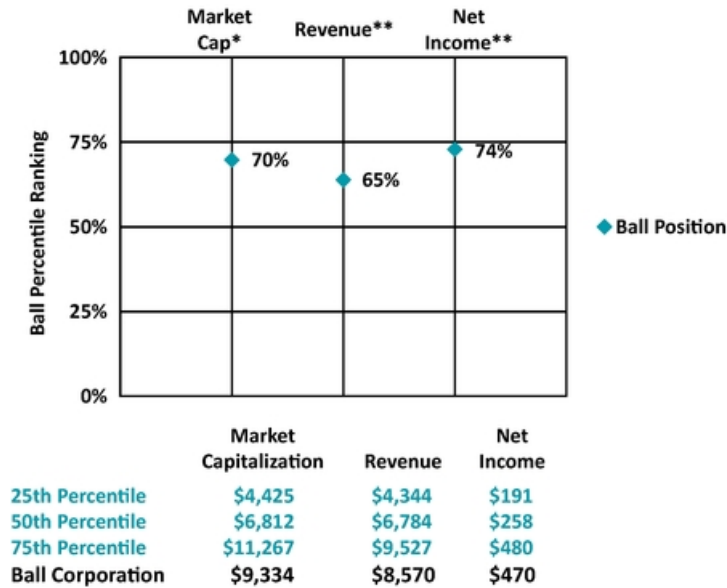 Market Cap*
Revenue**
Net Income**
100%
75%
50%
25%
0%
Ball Percentile Ranking
70%
65%
74%
Ball Position
Market Capitalization Revenue Net Income
25th Percentile $4,425 $4,344 $191
50th Percentile $6,812 $6,784 $258
75th Percentile $11,267 $9,527 $480
Ball Corporation $9,334 $8,570 $470